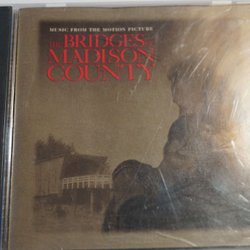 MUSIC FROM THE MOTION PICTURE
THE BRIDGES OF
MADISON
COUNTY